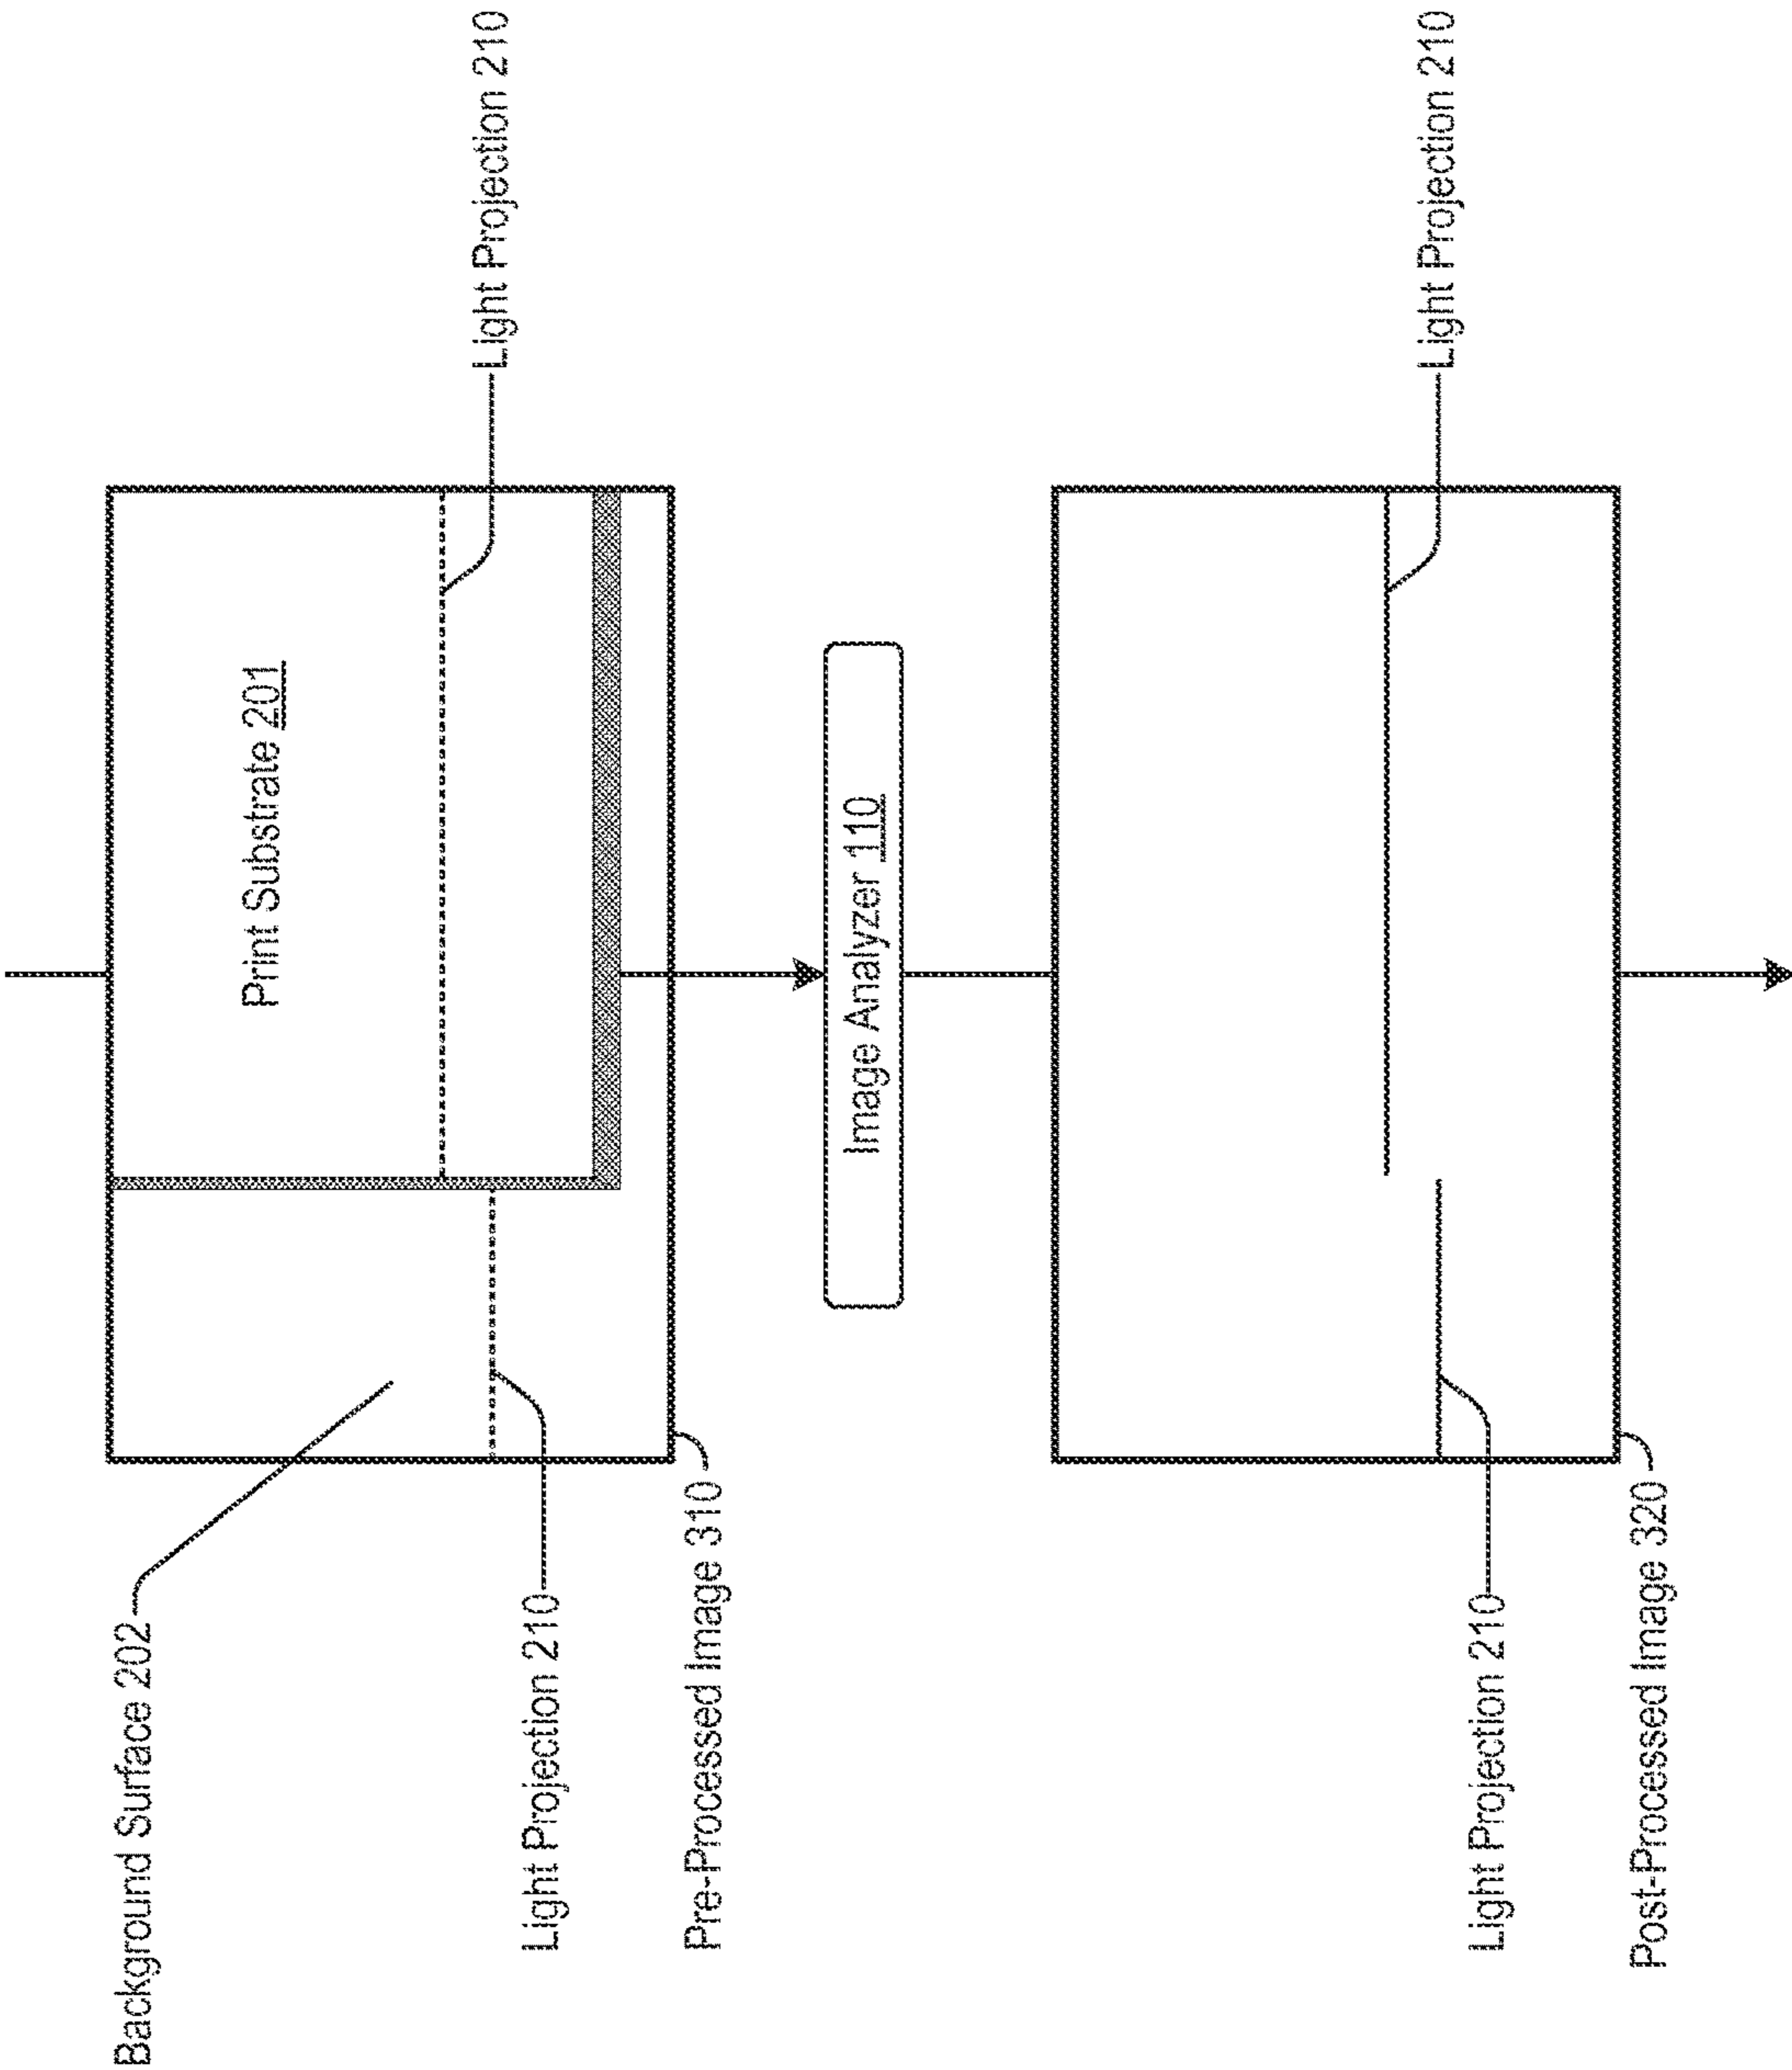 Background Surface 202
Print Substrate 201
Light Projection 210
Light Projection 210
Pre-Processed Image 310
Image Analyzer 110
Light Projection 210
Light Projection 210
Post-Processed Image 320